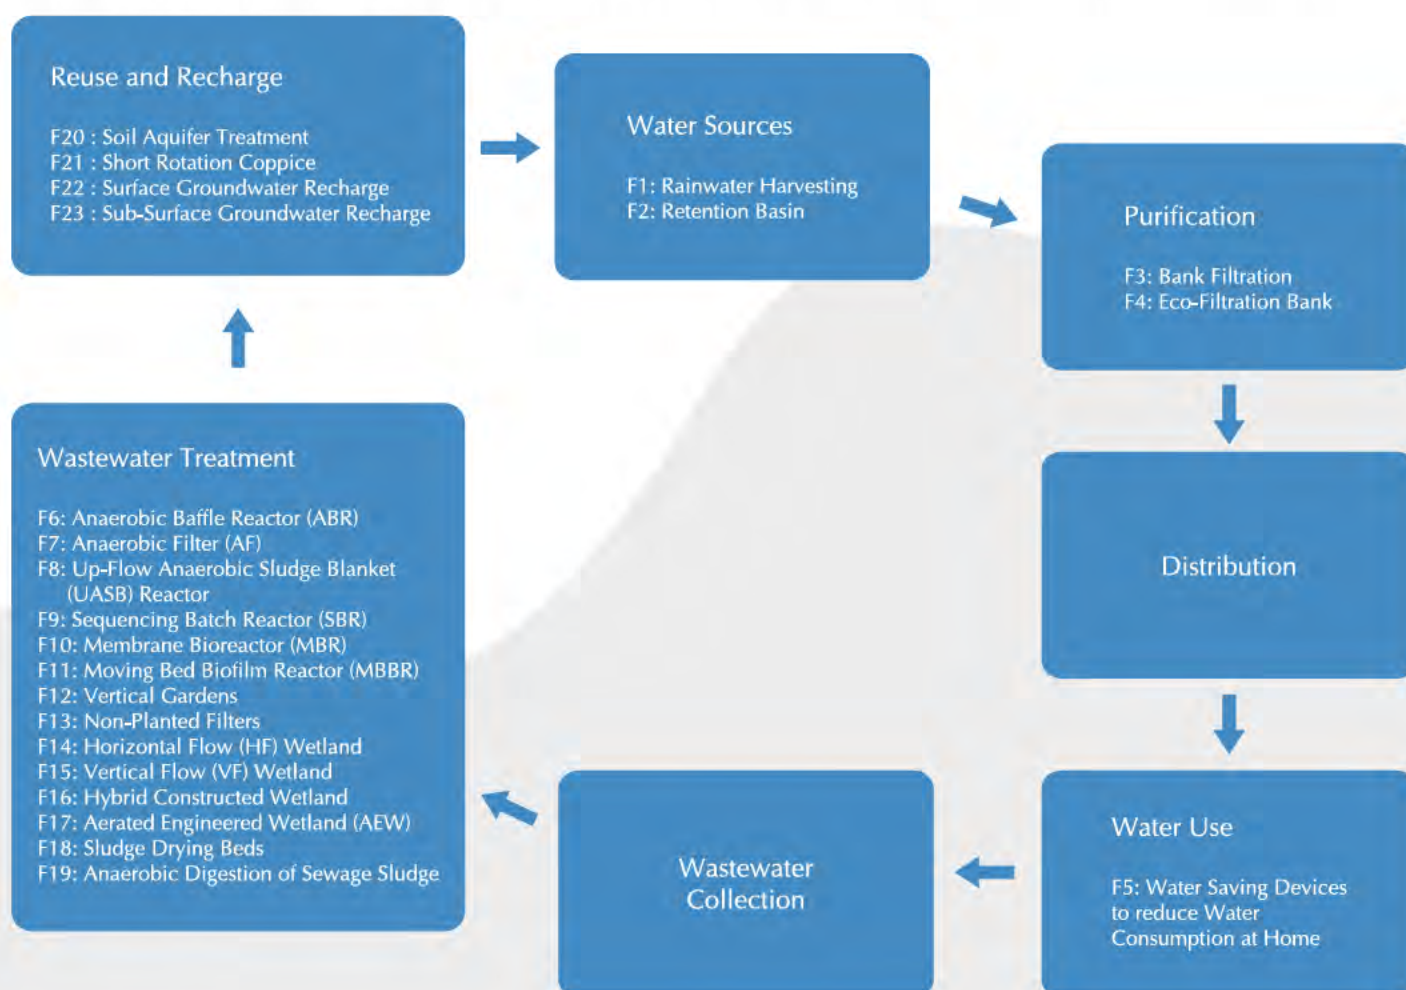 Reuse and Recharge
F20 : Soil Aquifer Treatment
F21 : Short Rotation Coppice
F22 : Surface Groundwater Recharge
F23 : Sub-Surface Groundwater Recharge
Water Sources
F1: Rainwater Harvesting
F2: Retention Basin
Purification
F3: Bank Filtration
F4: Eco-Filtration Bank
Distribution
Water Use
F5: Water Saving Devices
to reduce Water
Consumption at Home
Wastewater
Collection
Wastewater Treatment
F6: Anaerobic Baffle Reactor (ABR)
F7: Anaerobic Filter (AF)
F8: Up-Flow Anaerobic Sludge Blanket
(UASB) Reactor
F9: Sequencing Batch Reactor (SBR)
F10: Membrane Bioreactor (MBR)
F11: Moving Bed Biofilm Reactor (MBBR)
F12: Vertical Gardens
F13: Non-Planted Filters
F14: Horizontal Flow (HF) Wetland
F15: Vertical Flow (VF) Wetland
F16: Hybrid Constructed Wetland
F17: Aerated Engineered Wetland (AEW)
F18: Sludge Drying Beds
F19: Anaerobic Digestion of Sewage Sludge